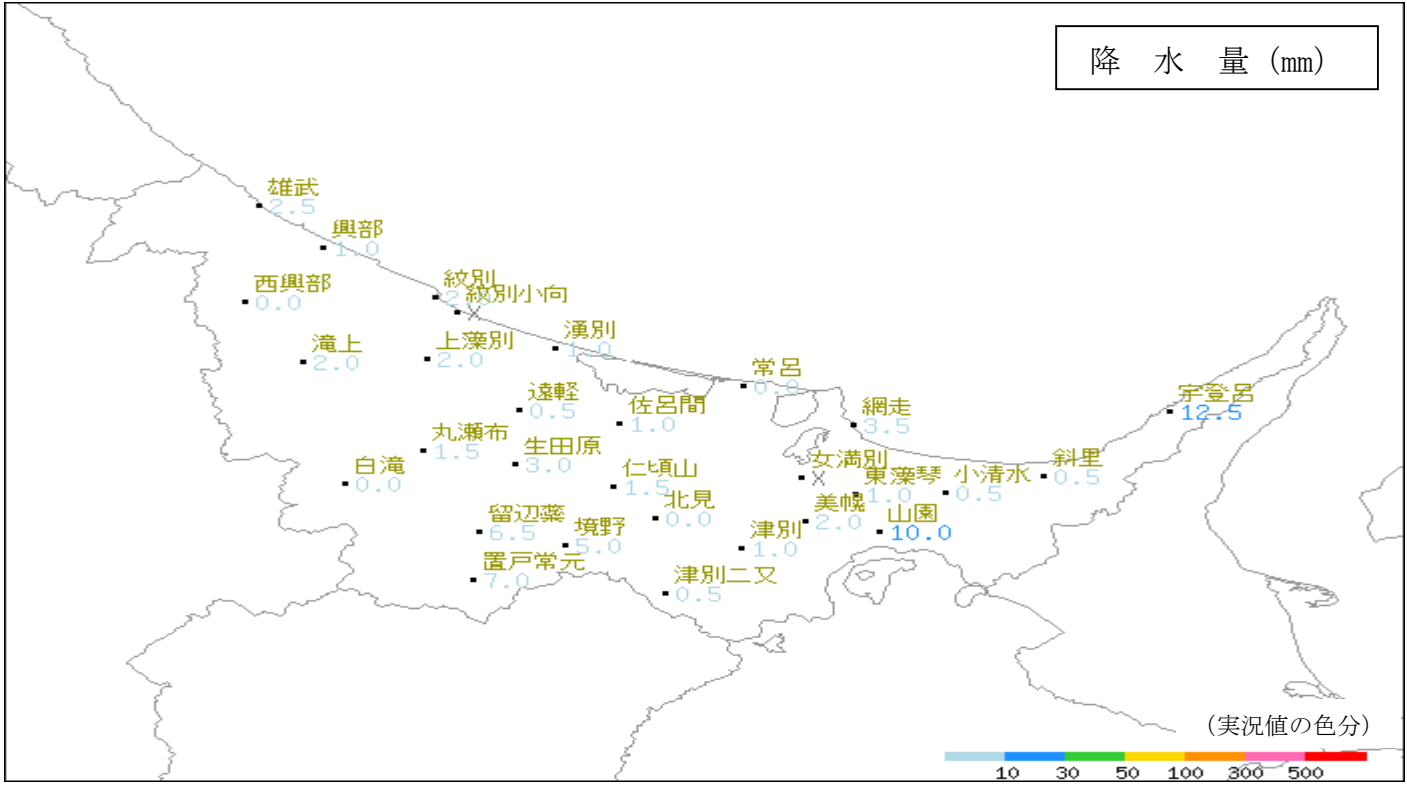 降 水 量 (mm)
雄武
2.5
興部
1.0
西興部
0.0
紋別
2.
紋別小向
X
滝上
2.0
上藻別
2.0
湧別
1.0
常呂
0.0
遠軽
0.5
佐呂間
1.0
網走
3.5
宇登呂
12.5
丸瀬布
1.5
生田原
3.0
白滝
0.0
仁頃山
1.5
女満別
X
東藻琴
1.0
小清水
0.5
斜里
0.5
北見
0.0
美幌
2.0
山園
10.0
留辺蘂
6.5
境野
5.0
津別
1.0
置戸常元
7.0
津別二又
0.5
(実況値の色分)
10 30 50 100 300 500